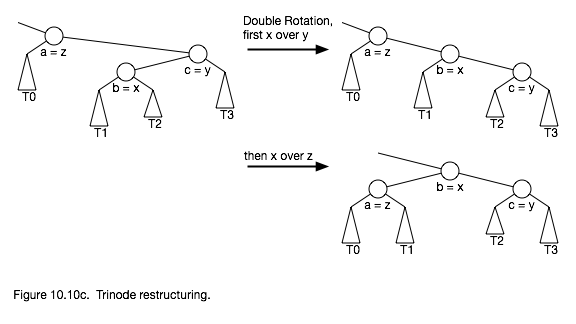 Double Rotation,
first x over y
a = z
c = y
b = x
T0
T1
T2
T3
a = z
b = x
c = y
T0
T1
T2
T3
then x over z
b = x
a = z
c = y
T0
T1
T2
T3
Figure 10.10c. Trinode restructuring.